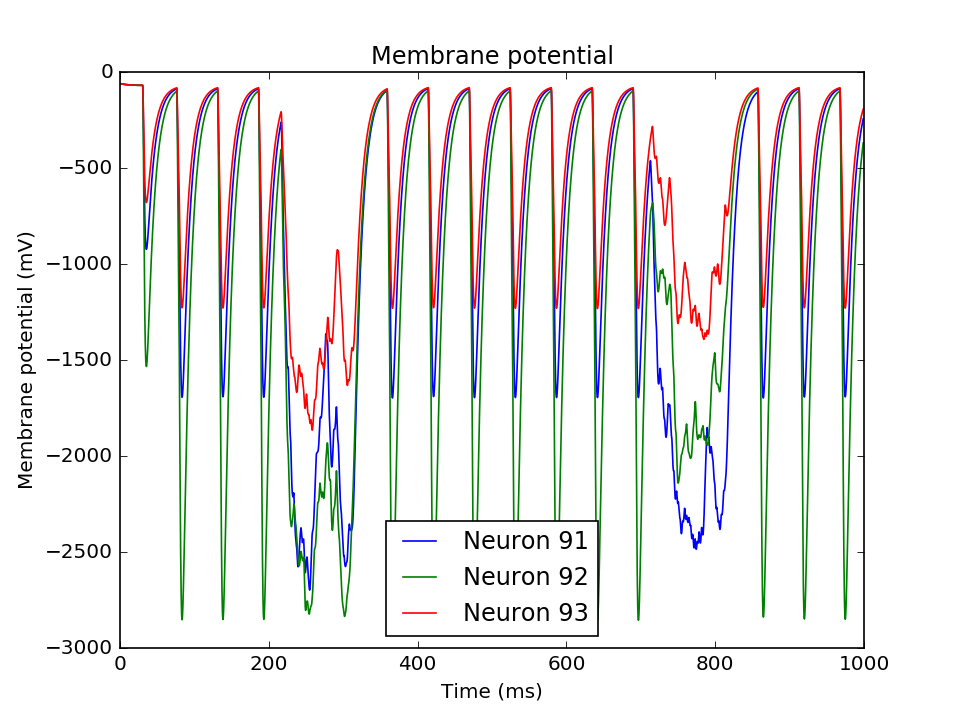 Membrane potential
0
−500
−1000
−1500
−2000
−2500
−3000
Membrane potential (mV)
Neuron 91
Neuron 92
Neuron 93
0 200 400 600 800 1000
Time (ms)